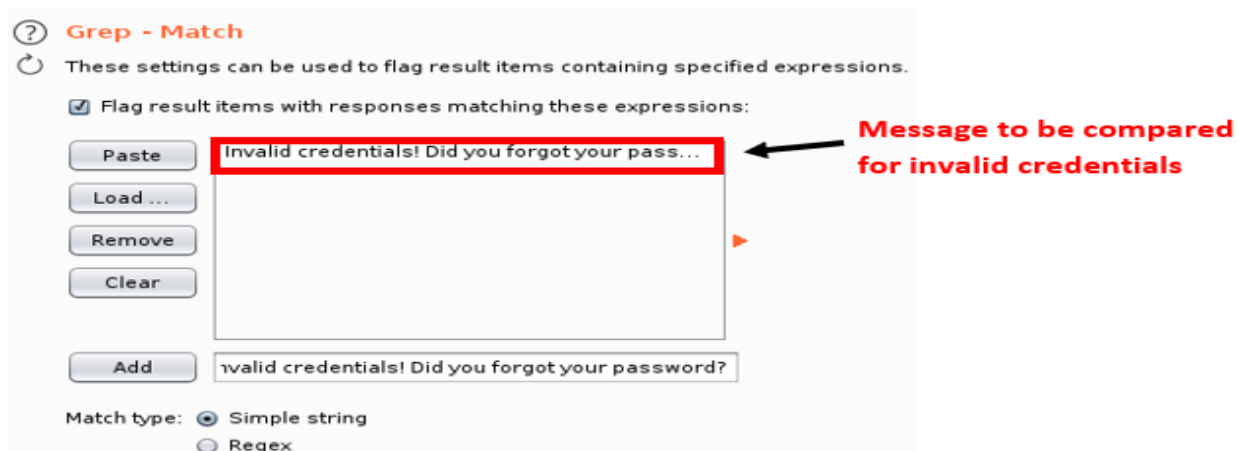 Grep - Match
These settings can be used to flag result items containing specified expressions.
Flag result items with responses matching these expressions:
Paste
Invalid credentials! Did you forgot your pass...
Message to be compared
for invalid credentials
Load ...
Remove
Clear
Add
nvalid credentials! Did you forgot your password?
Match type: Simple string
Regex